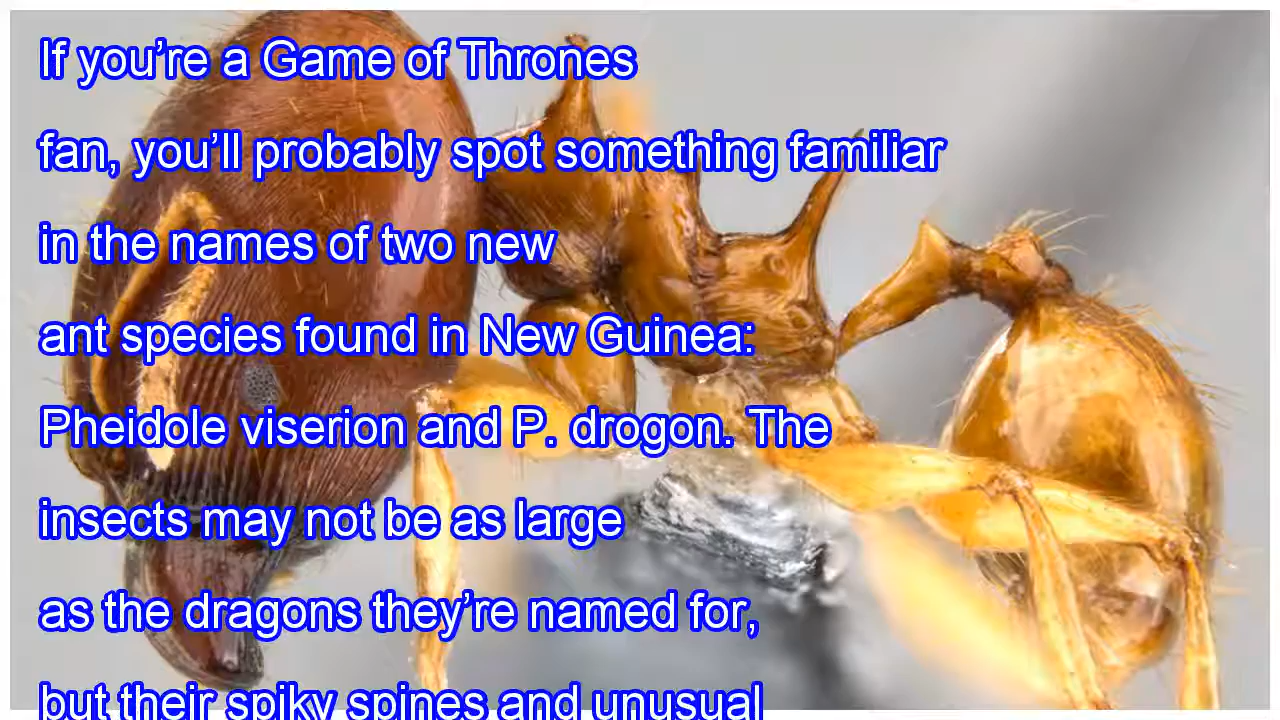 If you’re a Game of Thrones
fan, you’ll probably spot something familiar
in the names of two new
ant species found in New Guinea:
Pheidole viserion and P. drogon. The
insects may not be as large
as the dragons they’re named for,
but their spiky spines and unusual